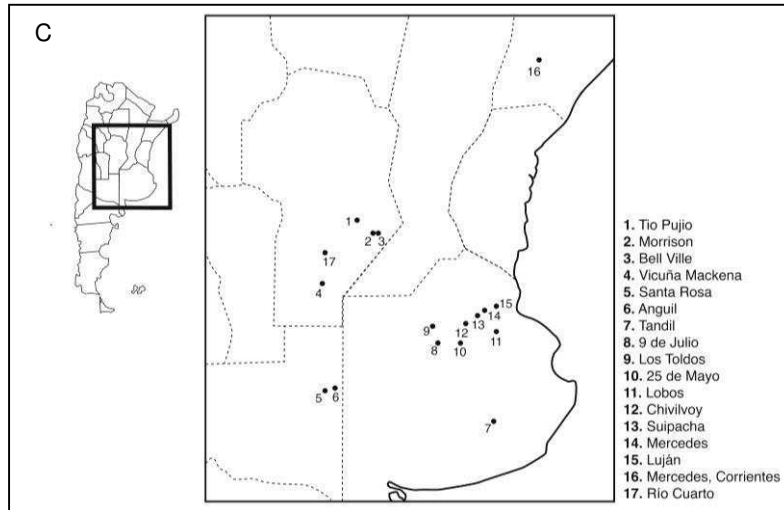 C
16
1
2 3
17
4
15
14
13
12
9
11
8 10
5 6
7
1. Tio Pujio
2. Morrison
3. Bell Ville
4. Vicuña Mackena
5. Santa Rosa
6. Anguil
7. Tandil
8. 9 de Julio
9. Los Toldos
10. 25 de Mayo
11. Lobos
12. Chivilvoy
13. Suipacha
14. Mercedes
15. Luján
16. Mercedes, Corrientes
17. Río Cuarto